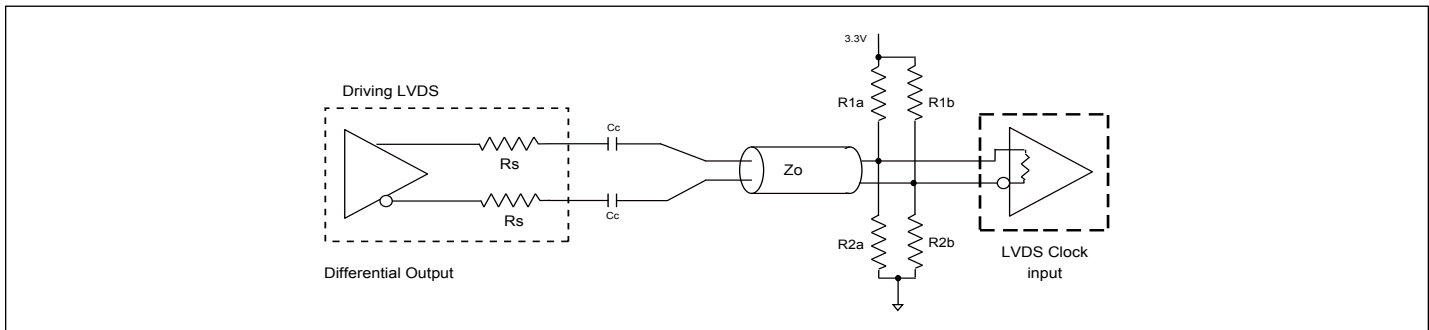 3.3V
Driving LVDS
R1a
R1b
Cc
Rs
Zo
Rs
Cc
R2a
R2b
LVDS Clock
input
Differential Output